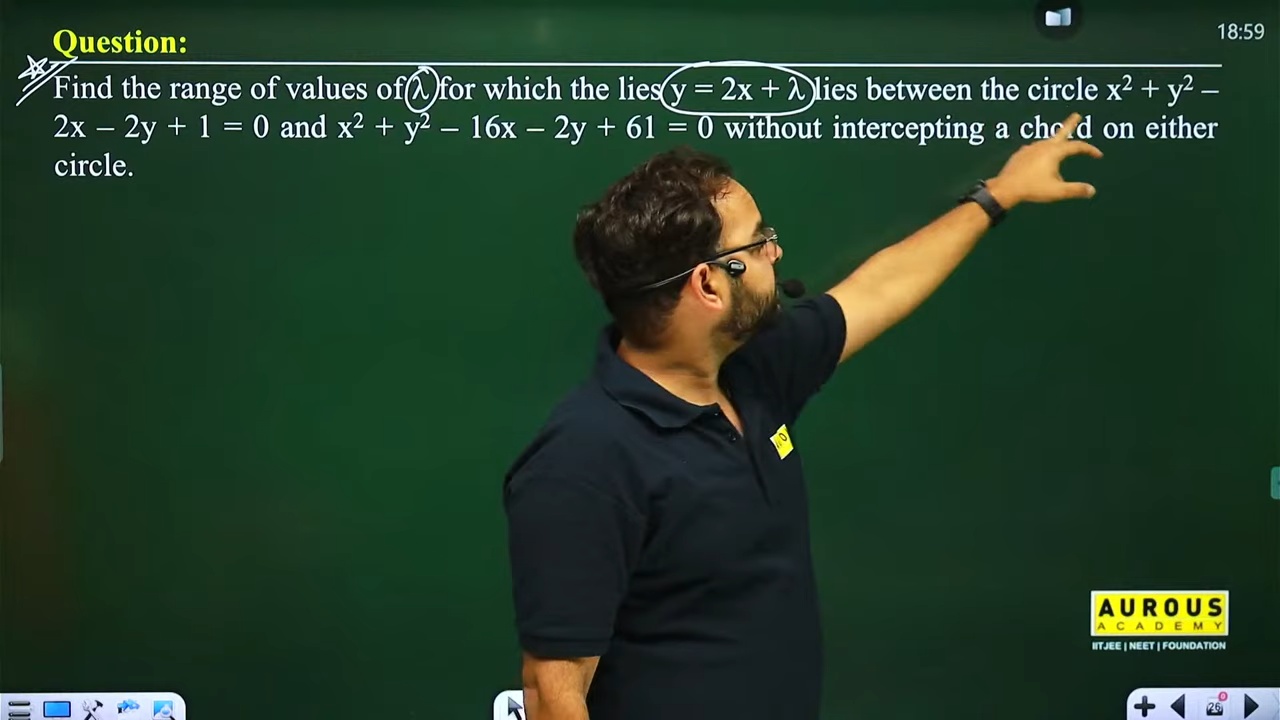 18:59
Question:
Find the range of values of λ for which the lies y = 2x + λ lies between the circle x² + y² –
2x – 2y + 1 = 0 and x² + y² – 16x – 2y + 61 = 0 without intercepting a chord on either
circle.
AUROUS
ACADEMY
IITJEE | NEET | FOUNDATION
26